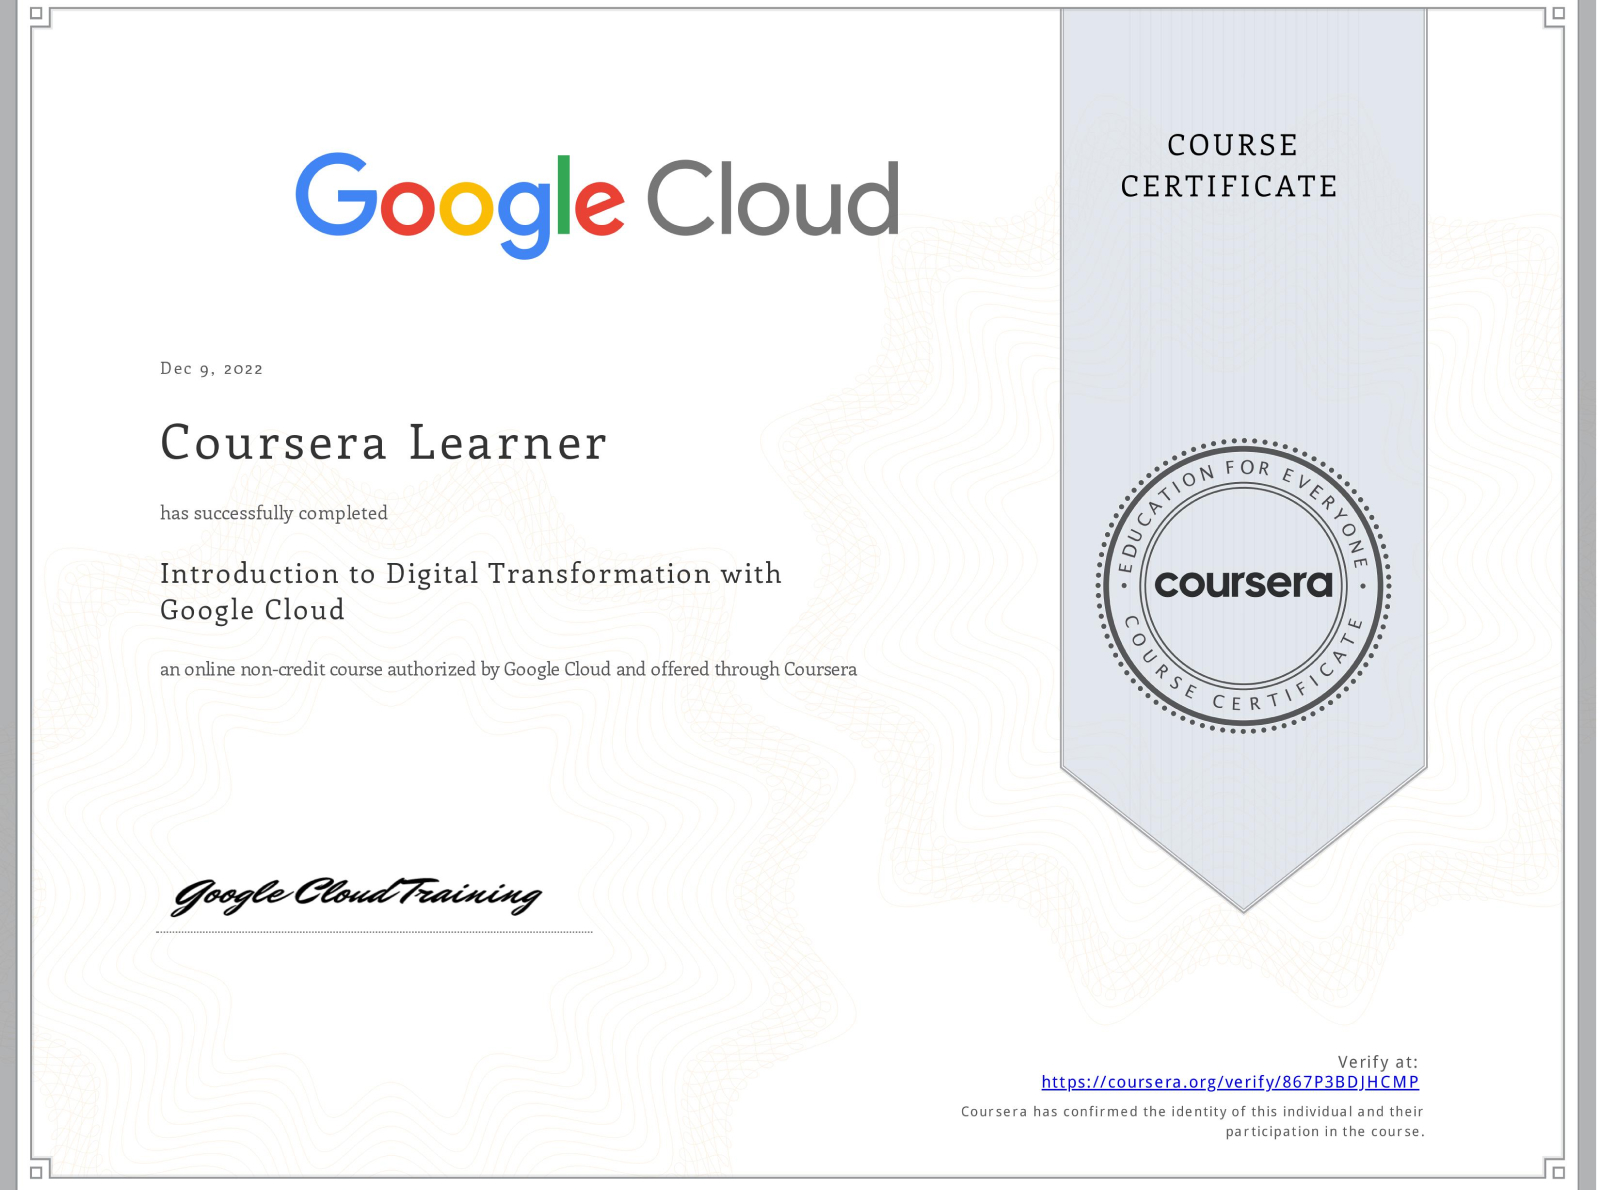 Google Cloud
COURSE
CERTIFICATE
Dec 9, 2022
Coursera Learner
has successfully completed
Introduction to Digital Transformation with
Google Cloud
an online non-credit course authorized by Google Cloud and offered through Coursera
EDUCATION FOR EVERYONE
coursera
COURSE CERTIFICATE
Google Cloud Training
Verify at:
https://coursera.org/verify/867P3BDJHCMP
Coursera has confirmed the identity of this individual and their
participation in the course.